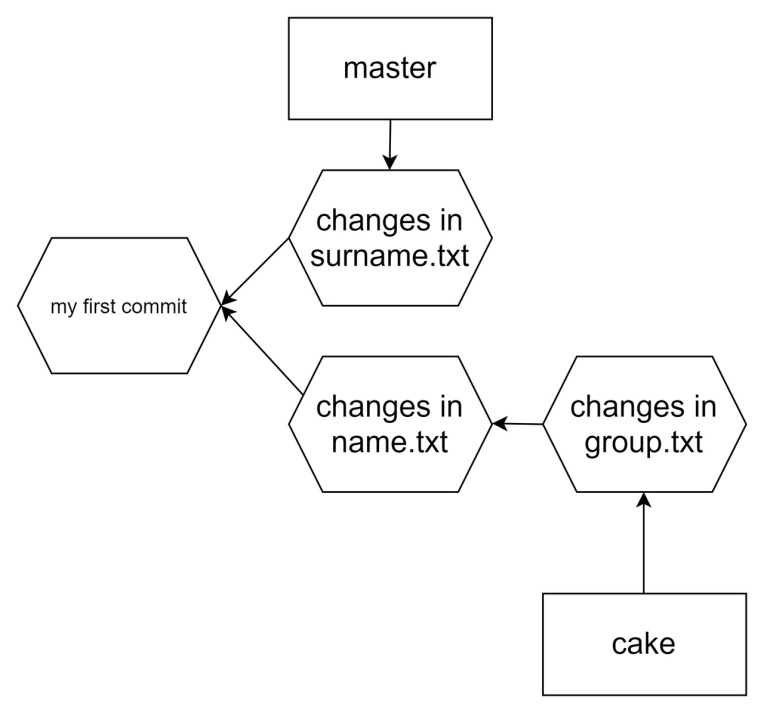 master
changes in
surname.txt
my first commit
changes in
name.txt
changes in
group.txt
cake